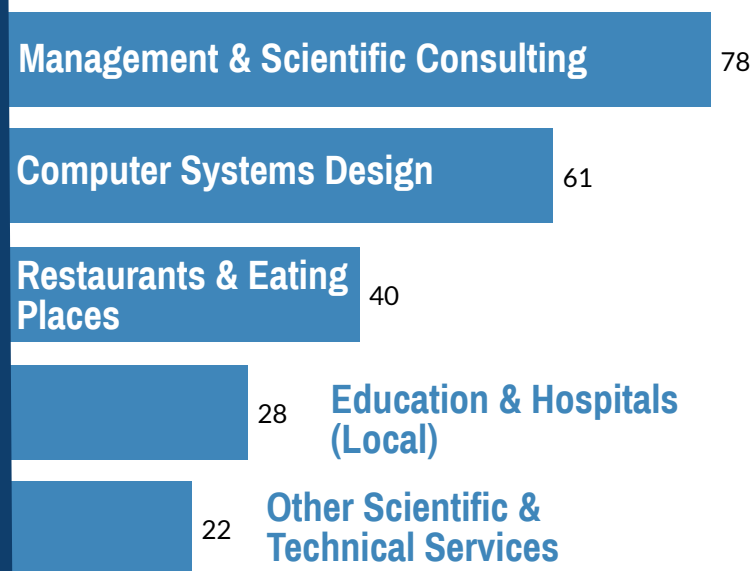 Management & Scientific Consulting
78
Computer Systems Design
61
Restaurants & Eating
Places
40
28
Education & Hospitals
(Local)
22
Other Scientific &
Technical Services